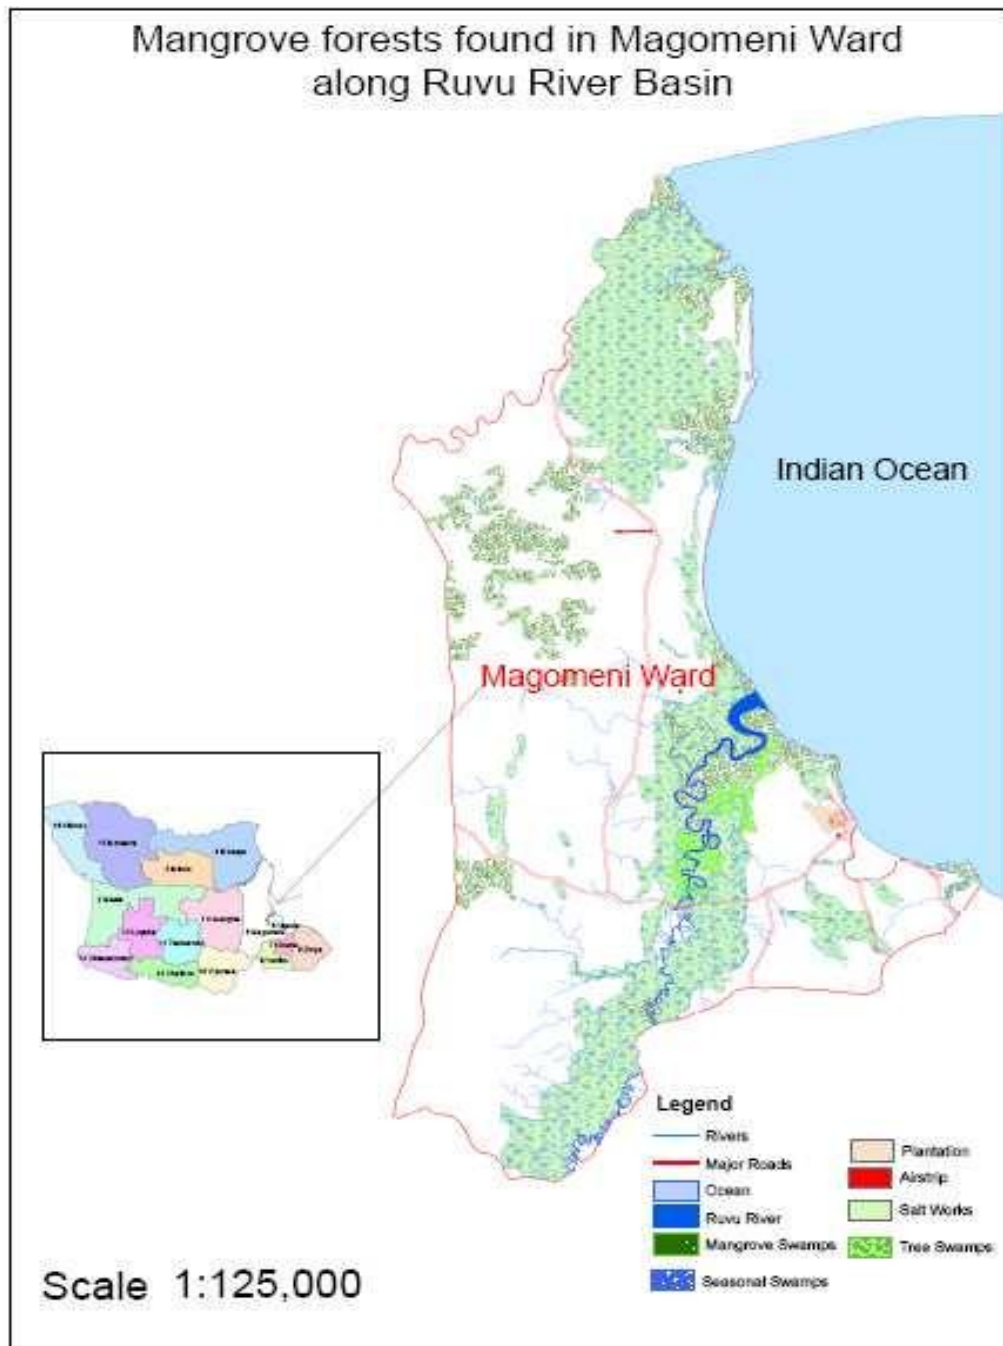 Mangrove forests found in Magomeni Ward
along Ruvu River Basin
Indian Ocean
Magomeni Ward
Legend
Rivers
Major Roads
Ocean
Ruvu River
Mangrove Swamps
Seasonal Swamps
Plantation
Airstrip
Salt Works
Tree Swamps
Scale 1:125,000